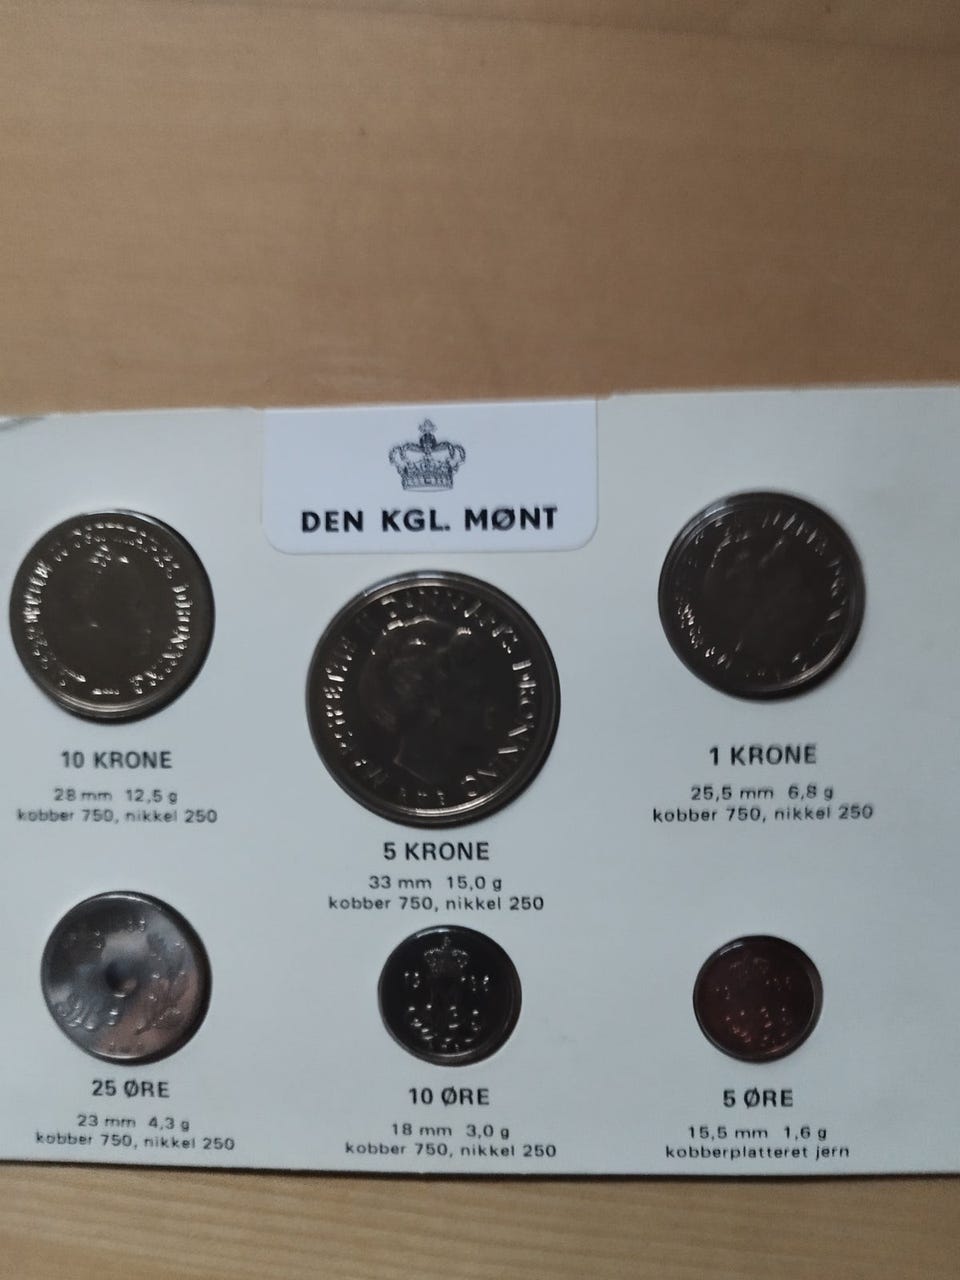 DEN KGL. MØNT
10 KRONE
28 mm 12,5 g
kobber 750, nikkel 250
5 KRONE
33 mm 15,0 g
kobber 750, nikkel 250
1 KRONE
25,5 mm 6,8 g
kobber 750, nikkel 250
25 ØRE
23 mm 4,3 g
kobber 750, nikkel 250
10 ØRE
18 mm 3,0 g
kobber 750, nikkel 250
5 ØRE
15,5 mm 1,6 g
kobberplatteret jern